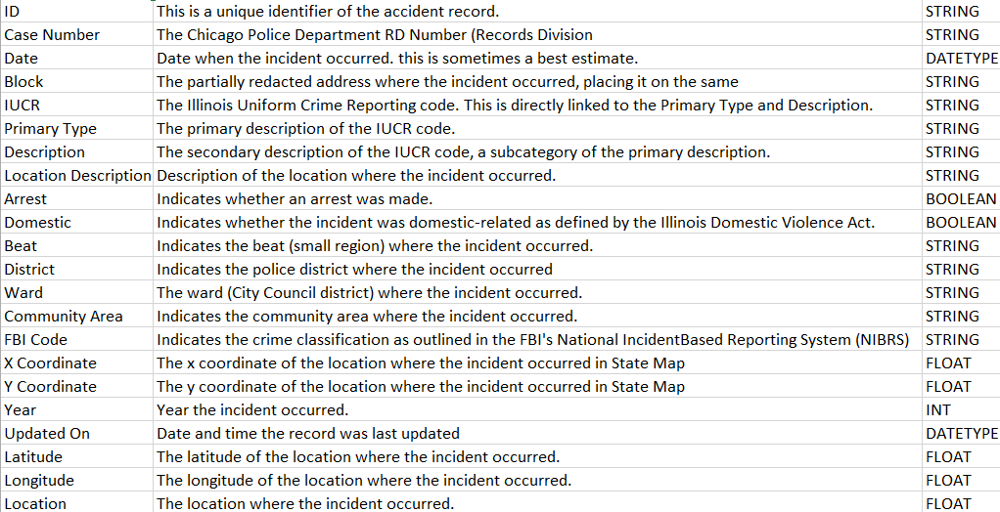 ID This is a unique identifier of the accident record. STRING
Case Number The Chicago Police Department RD Number (Records Division STRING
Date Date when the incident occurred. this is sometimes a best estimate. DATETYPE
Block The partially redacted address where the incident occurred, placing it on the same STRING
IUCR The Illinois Uniform Crime Reporting code. This is directly linked to the Primary Type and Description. STRING
Primary Type The primary description of the IUCR code. STRING
Description The secondary description of the IUCR code, a subcategory of the primary description. STRING
Location Description Description of the location where the incident occurred. STRING
Arrest Indicates whether an arrest was made. BOOLEAN
Domestic Indicates whether the incident was domestic-related as defined by the Illinois Domestic Violence Act. BOOLEAN
Beat Indicates the beat (small region) where the incident occurred. STRING
District Indicates the police district where the incident occurred STRING
Ward The ward (City Council district) where the incident occurred. STRING
Community Area Indicates the community area where the incident occurred. STRING
FBI Code Indicates the crime classification as outlined in the FBI's National IncidentBased Reporting System (NIBRS) STRING
X Coordinate The x coordinate of the location where the incident occurred in State Map FLOAT
Y Coordinate The y coordinate of the location where the incident occurred in State Map FLOAT
Year Year the incident occurred. INT
Updated On Date and time the record was last updated DATETYPE
Latitude The latitude of the location where the incident occurred. FLOAT
Longitude The longitude of the location where the incident occurred. FLOAT
Location The location where the incident occurred. FLOAT